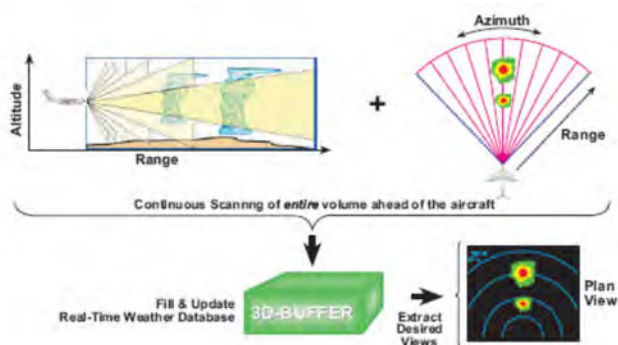 Azimuth
Altitude
+
Range
Range
Continuous Scannng of entire volume ahead of the aircraft
Fill & Update
Real-Time Weather Database
3D-BUFFER
Extract
Desired
Views
Plan
View